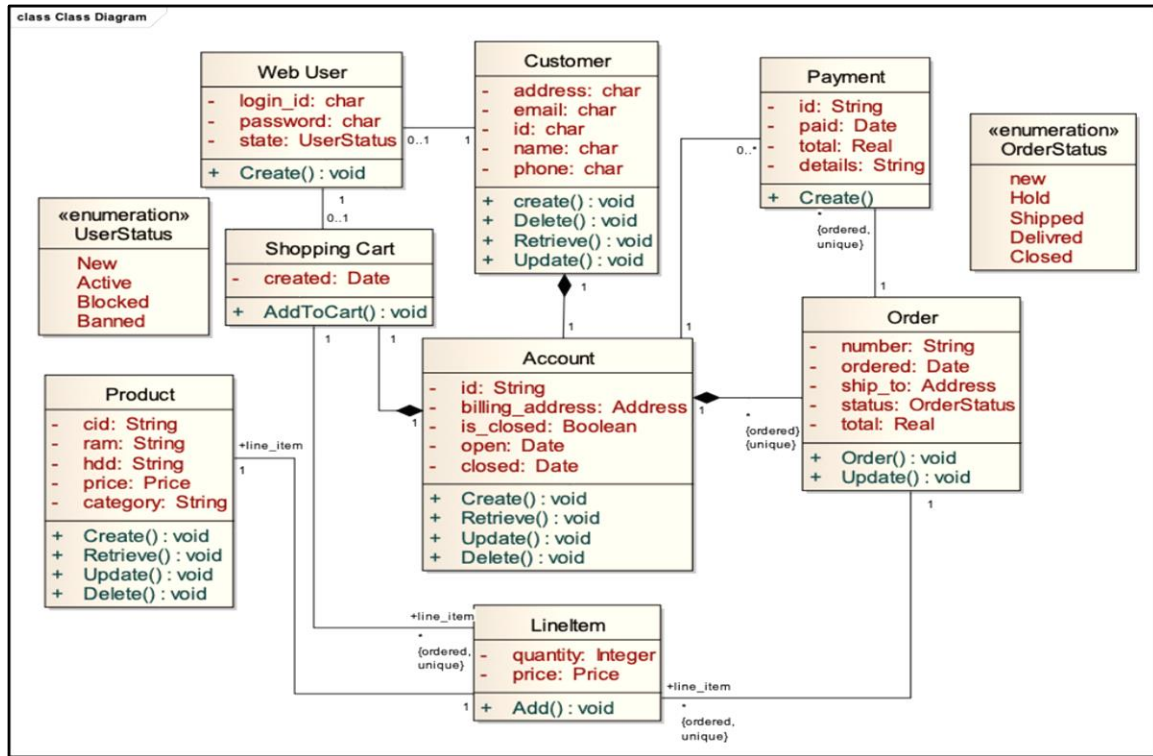 class Class Diagram
Web User
- login_id: char
- password: char
- state: UserStatus
+ Create() : void
0..1
1
1
0..1
Customer
- address: char
- email: char
- id: char
- name: char
- phone: char
+ create() : void
+ Delete() : void
+ Retrieve() : void
+ Update() : void
1
1
Payment
- id: String
- paid: Date
- total: Real
- details: String
+ Create()
0..*
1
*
{ordered,
unique}
1
«enumeration»
OrderStatus
new
Hold
Shipped
Delivred
Closed
«enumeration»
UserStatus
New
Active
Blocked
Banned
Shopping Cart
- created: Date
+ AddToCart() : void
1
1
1
Account
- id: String
- billing_address: Address
- is_closed: Boolean
- open: Date
- closed: Date
+ Create() : void
+ Retrieve() : void
+ Update() : void
+ Delete() : void
1
*
{ordered}
{unique}
Order
- number: String
- ordered: Date
- ship_to: Address
- status: OrderStatus
- total: Real
+ Order() : void
+ Update() : void
1
Product
- cid: String
- ram: String
- hdd: String
- price: Price
- category: String
+ Create() : void
+ Retrieve() : void
+ Update() : void
+ Delete() : void
+line_item
1
+line_item
*
{ordered,
unique}
1
LineItem
- quantity: Integer
- price: Price
+ Add() : void
+line_item
*
{ordered,
unique}